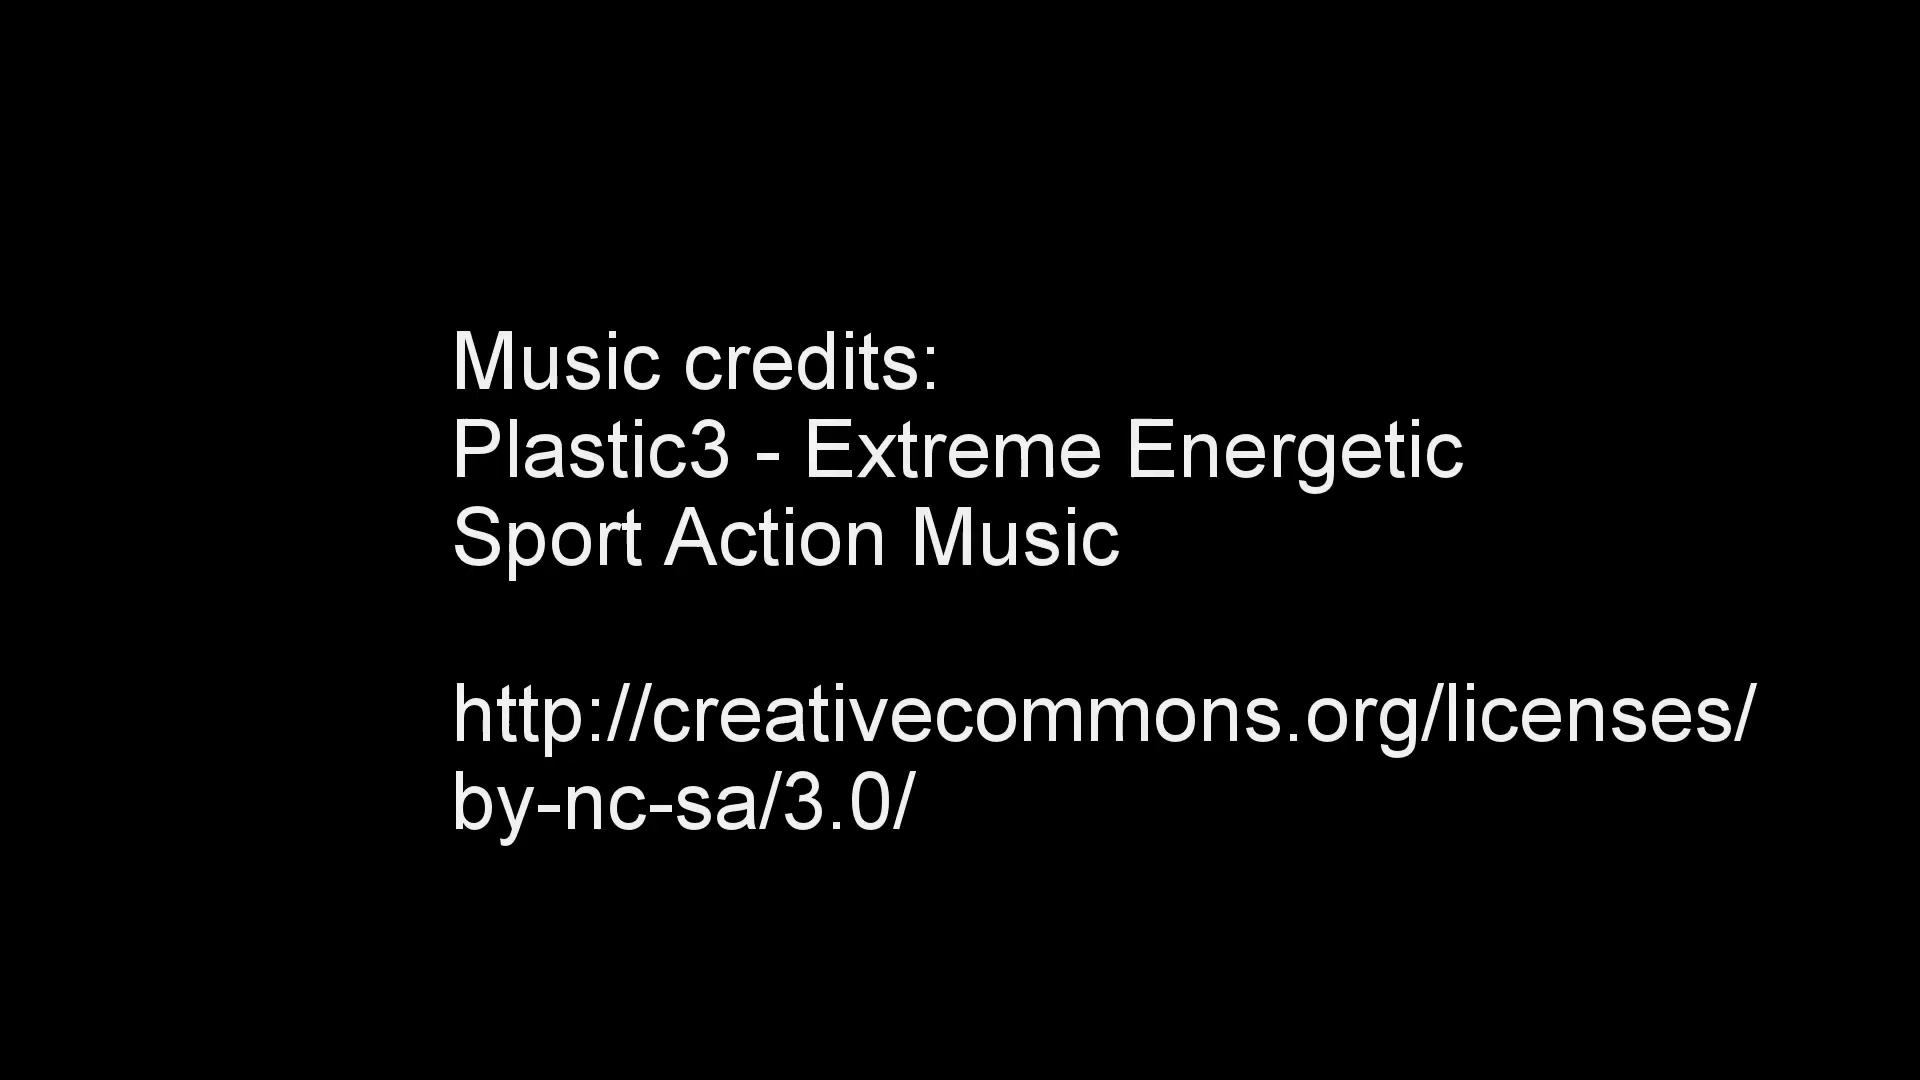 Music credits:
Plastic3 - Extreme Energetic
Sport Action Music
http://creativecommons.org/licenses/
by-nc-sa/3.0/